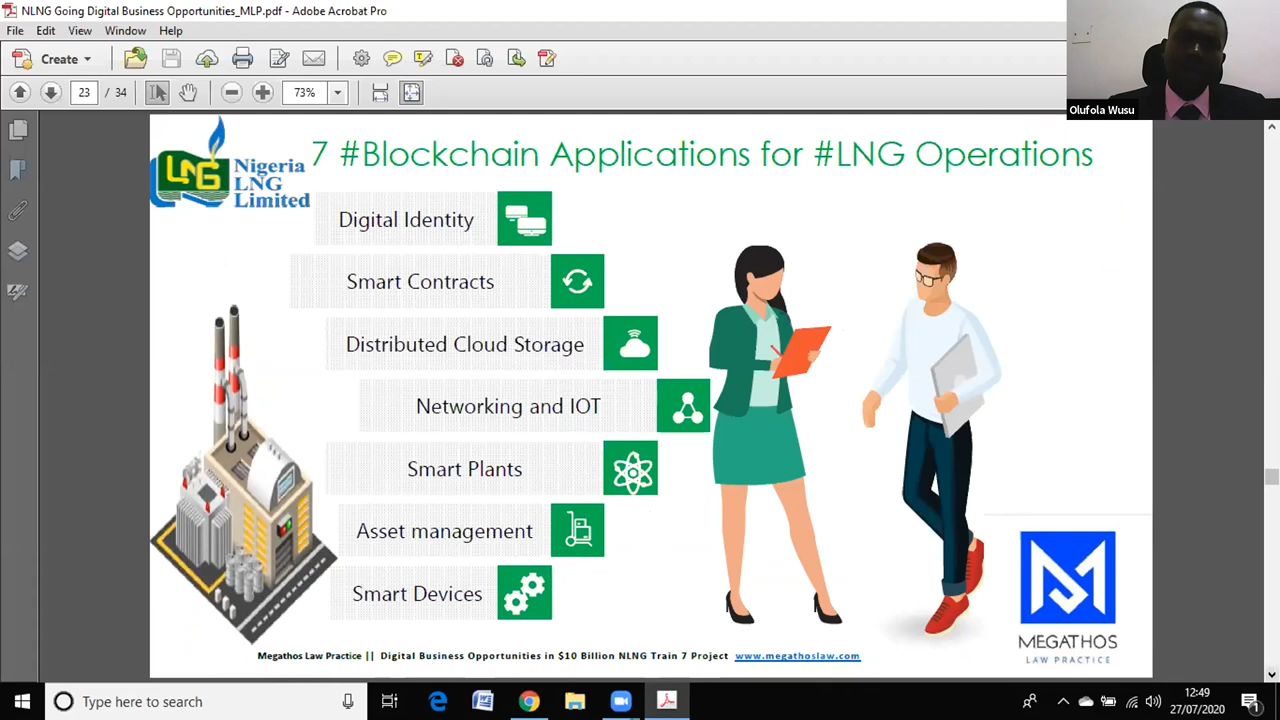 NLNG Going Digital Business Opportunities_MLP.pdf - Adobe Acrobat Pro
File Edit View Window Help
Create
23 / 34 73%
Olufola Wusu
LNG Nigeria LNG Limited
7 #Blockchain Applications for #LNG Operations
Digital Identity
Smart Contracts
Distributed Cloud Storage
Networking and IOT
Smart Plants
Asset management
Smart Devices
MEGATHOS
LAW PRACTICE
Megathos Law Practice || Digital Business Opportunities in $10 Billion NLNG Train 7 Project www.megathoslaw.com
Type here to search
12:49
27/07/2020
1